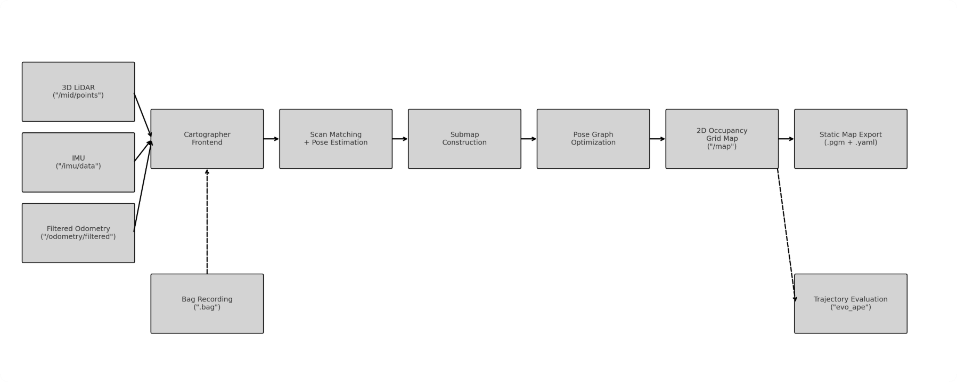 3D LiDAR
("/mid/points")
IMU
("/imu/data")
Filtered Odometry
("/odometry/filtered")
Cartographer
Frontend
Scan Matching
+ Pose Estimation
Submap
Construction
Pose Graph
Optimization
2D Occupancy
Grid Map
("/map")
Static Map Export
(.pgm + .yaml)
Bag Recording
(".bag")
Trajectory Evaluation
("evo_ape")